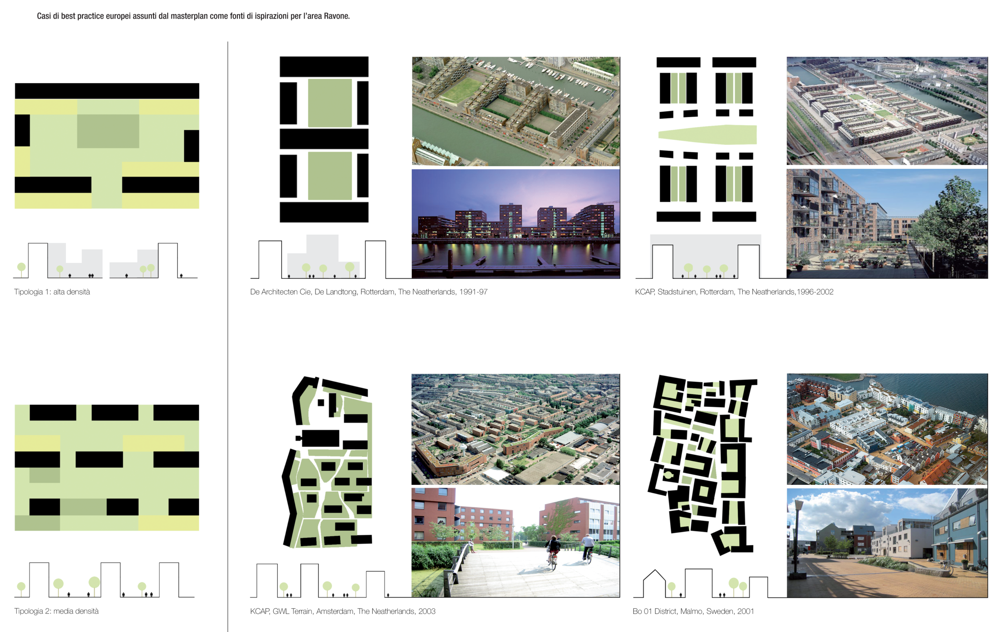 Casi di best practice europei assunti dal masterplan come fonti di ispirazioni per l'area Ravone.
Tipologia 1: alta densità
De Architecten Cie, De Landtong, Rotterdam, The Neatherlands, 1991-97
KCAP, Stadstuinen, Rotterdam, The Neatherlands,1996-2002
Tipologia 2: media densità
KCAP, GWL Terrain, Amsterdam, The Neatherlands, 2003
Bo 01 District, Malmo, Sweden, 2001